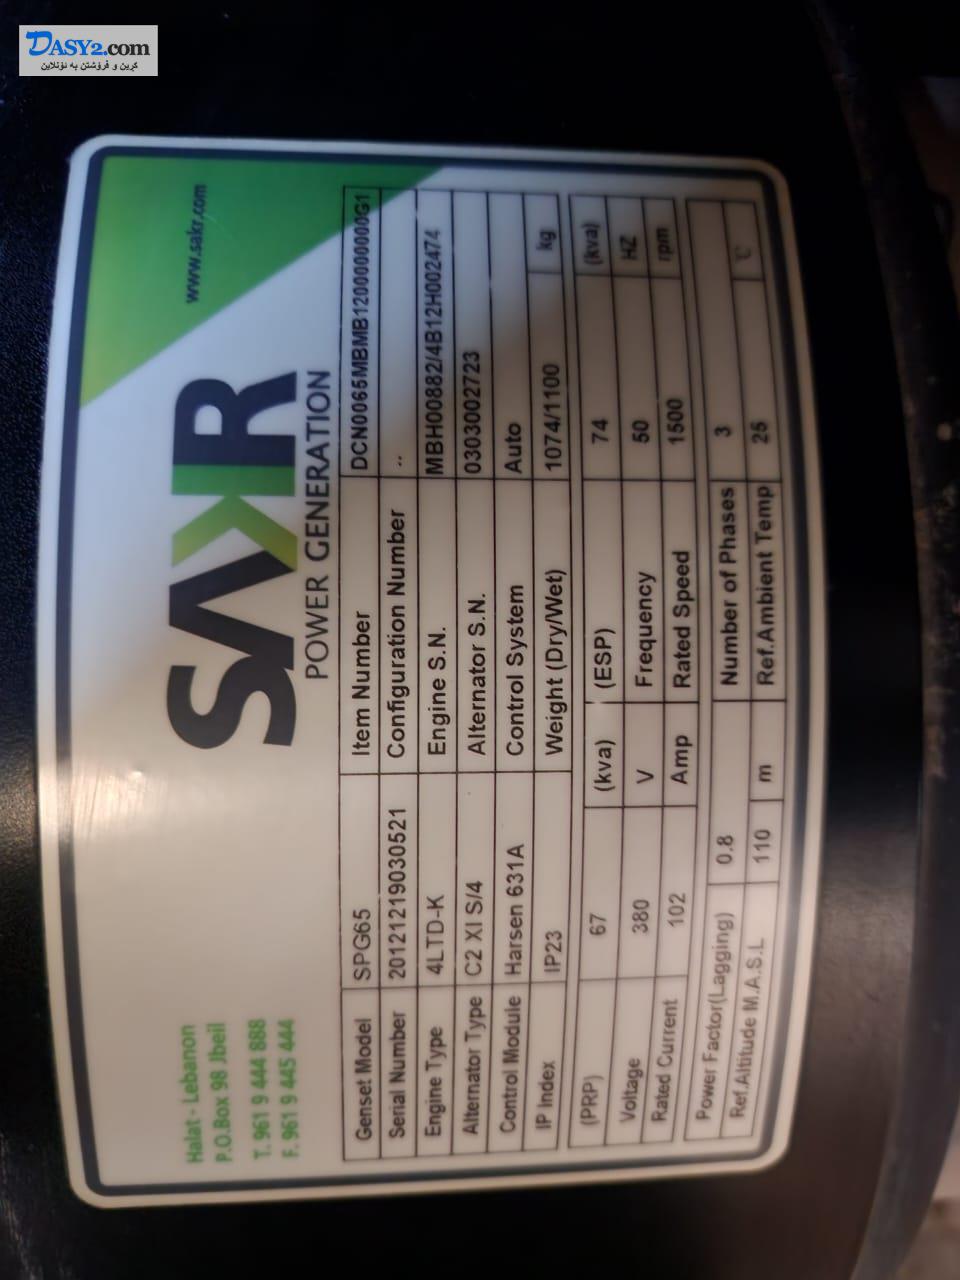 DASY2.com
کڕین و فرۆشتن بە ئۆنلاین
Halat - Lebanon
P.O.Box 98 Jbeil
T. 961 9 444 888
F. 961 9 445 444
SAKR
POWER GENERATION
www.sakr.com
Genset Model SPG65 Item Number DCN0065MBMB12000000000G1
Serial Number 20121219030521 Configuration Number ..
Engine Type 4LTD-K Engine S.N. MBH00882/4B12H002474
Alternator Type C2 XI S/4 Alternator S.N. 0303002723
Control Module Harsen 631A Control System Auto
IP Index IP23 Weight (Dry/Wet) 1074/1100 kg
(PRP) 67 (kva) (ESP) 74 (kva)
Voltage 380 V Frequency 50 HZ
Rated Current 102 Amp Rated Speed 1500 rpm
Power Factor(Lagging) 0.8 Number of Phases 3
Ref.Altitude M.A.S.L 110 m Ref.Ambient Temp 25 ℃